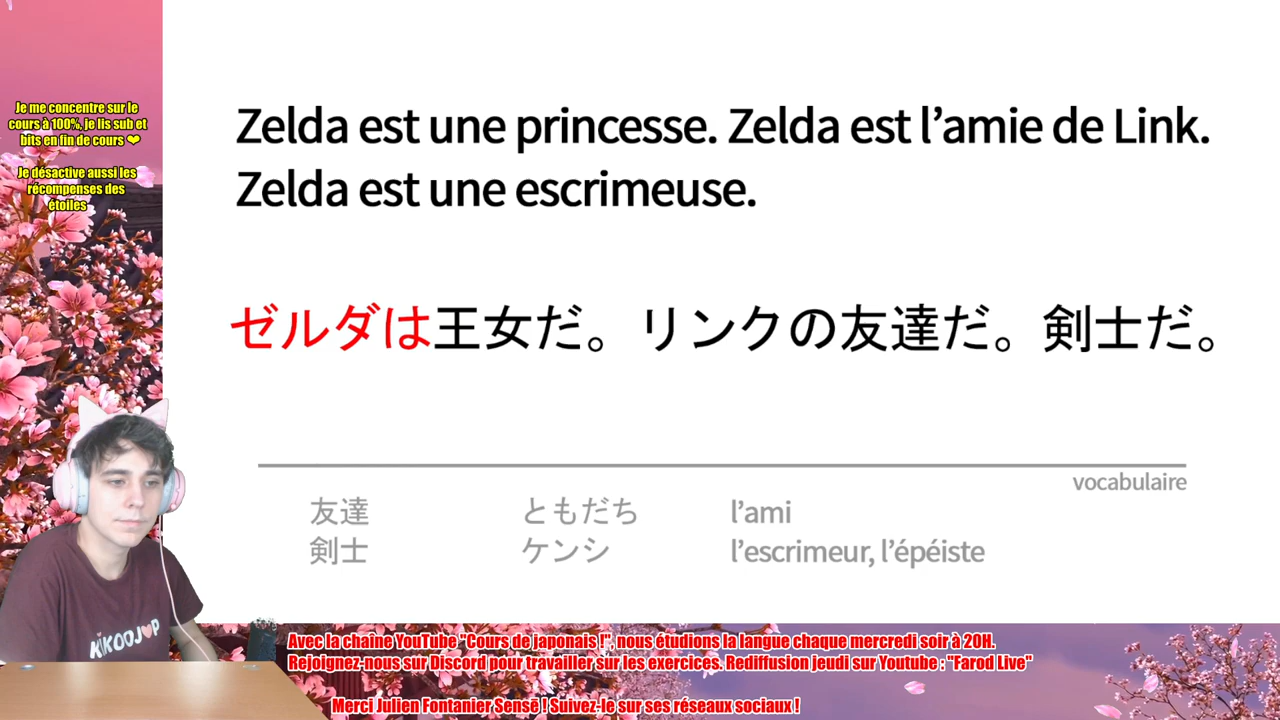 Je me concentre sur le
cours à 100%, je lis sub et
bits en fin de cours ❤
Je désactive aussi les
récompenses des
étoiles
Zelda est une princesse. Zelda est l’amie de Link.
Zelda est une escrimeuse.
ゼルダは王女だ。リンクの友達だ。剣士だ。
vocabulaire
友達 ともだち l’ami
剣士 ケンシ l’escrimeur, l’épéiste
KIKOOJAP
Avec la chaîne YouTube "Cours de japonais !", nous étudions la langue chaque mercredi soir à 20H.
Rejoignez-nous sur Discord pour travailler sur les exercices. Rediffusion jeudi sur Youtube : "Farod Live"
Merci Julien Fontanier Sensē ! Suivez-le sur ses réseaux sociaux !